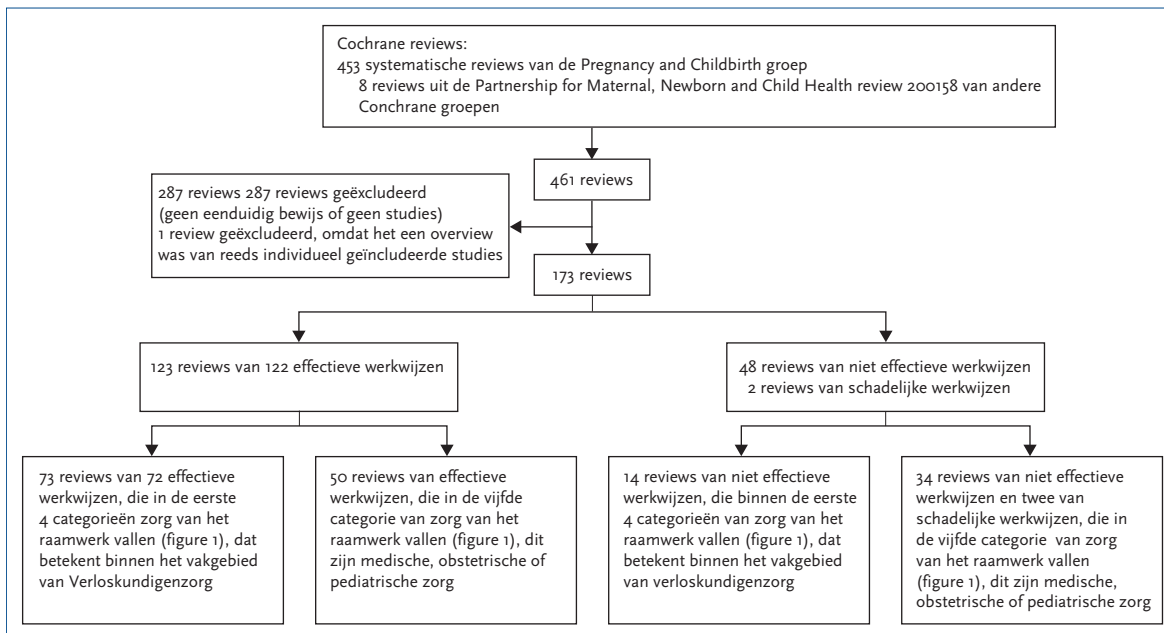 Cochrane reviews:
453 systematische reviews van de Pregnancy and Childbirth groep
8 reviews uit de Partnership for Maternal, Newborn and Child Health review 200158 van andere
Conchrane groepen
461 reviews
287 reviews 287 reviews geëxcludeerd
(geen eenduidig bewijs of geen studies)
1 review geëxcludeerd, omdat het een overview
was van reeds individueel geïncludeerde studies
173 reviews
123 reviews van 122 effectieve werkwijzen
48 reviews van niet effectieve werkwijzen
2 reviews van schadelijke werkwijzen
73 reviews van 72 effectieve
werkwijzen, die in de eerste
4 categorieën zorg van het
raamwerk vallen (figure 1), dat
betekent binnen het vakgebied
van Verloskundigenzorg
50 reviews van effectieve
werkwijzen, die in de vijfde
categorie van zorg van het
raamwerk vallen (figure 1), dit
zijn medische, obstetrische of
pediatrische zorg
14 reviews van niet effectieve
werkwijzen, die binnen de eerste
4 categorieën van zorg van het
raamwerk vallen (figure 1), dat
betekent binnen het vakgebied
van verloskundigenzorg
34 reviews van niet effectieve
werkwijzen en twee van
schadelijke werkwijzen, die in
de vijfde categorie van zorg
van het raamwerk vallen
(figure 1), dit zijn medische,
obstetrische of pediatrische zorg